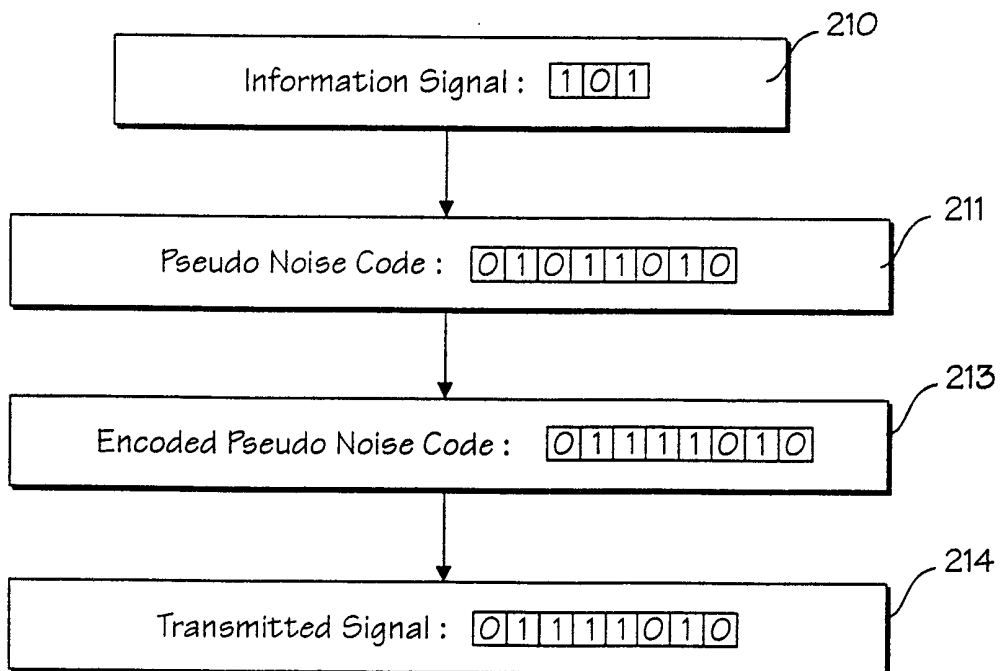 210
Information Signal : 1 0 1
211
Pseudo Noise Code : 0 1 0 1 1 0 1 0
213
Encoded Pseudo Noise Code : 0 1 1 1 1 0 1 0
214
Transmitted Signal : 0 1 1 1 1 0 1 0